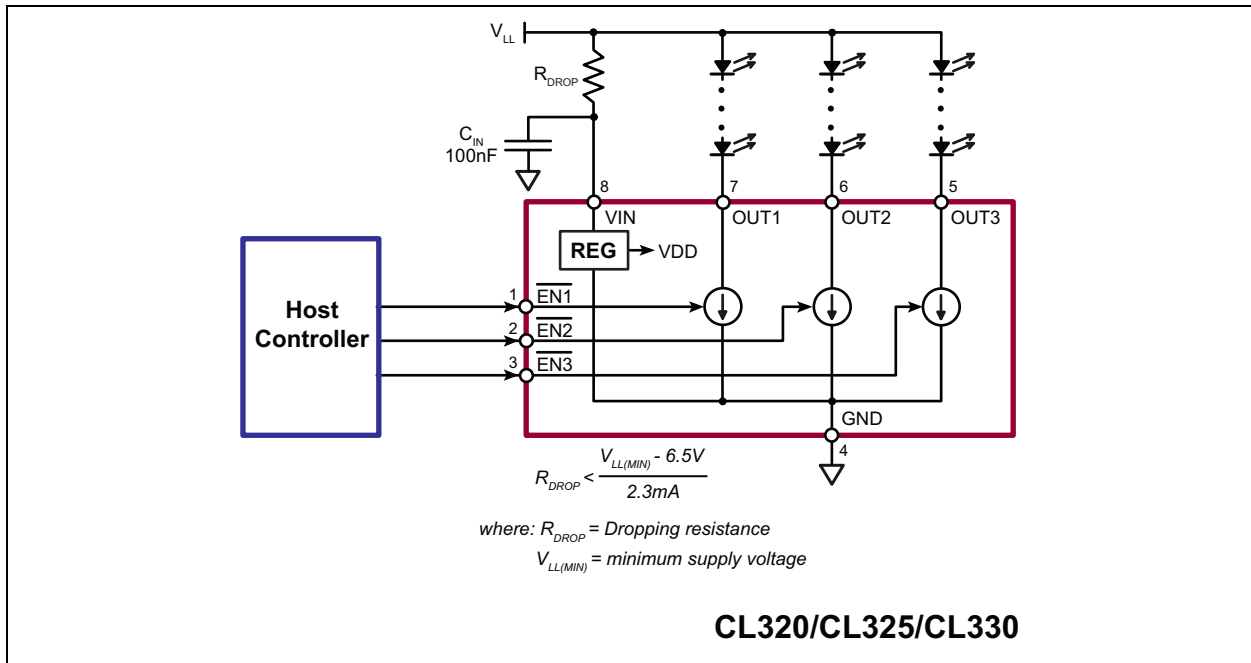 V_LL
R_DROP
C_IN
100nF
8
7
6
5
VIN
OUT1
OUT2
OUT3
REG
VDD
Host
Controller
1
EN1
2
EN2
3
EN3
GND
4
R_DROP < (V_LL(MIN) - 6.5V) / 2.3mA
where: R_DROP = Dropping resistance
V_LL(MIN) = minimum supply voltage
CL320/CL325/CL330